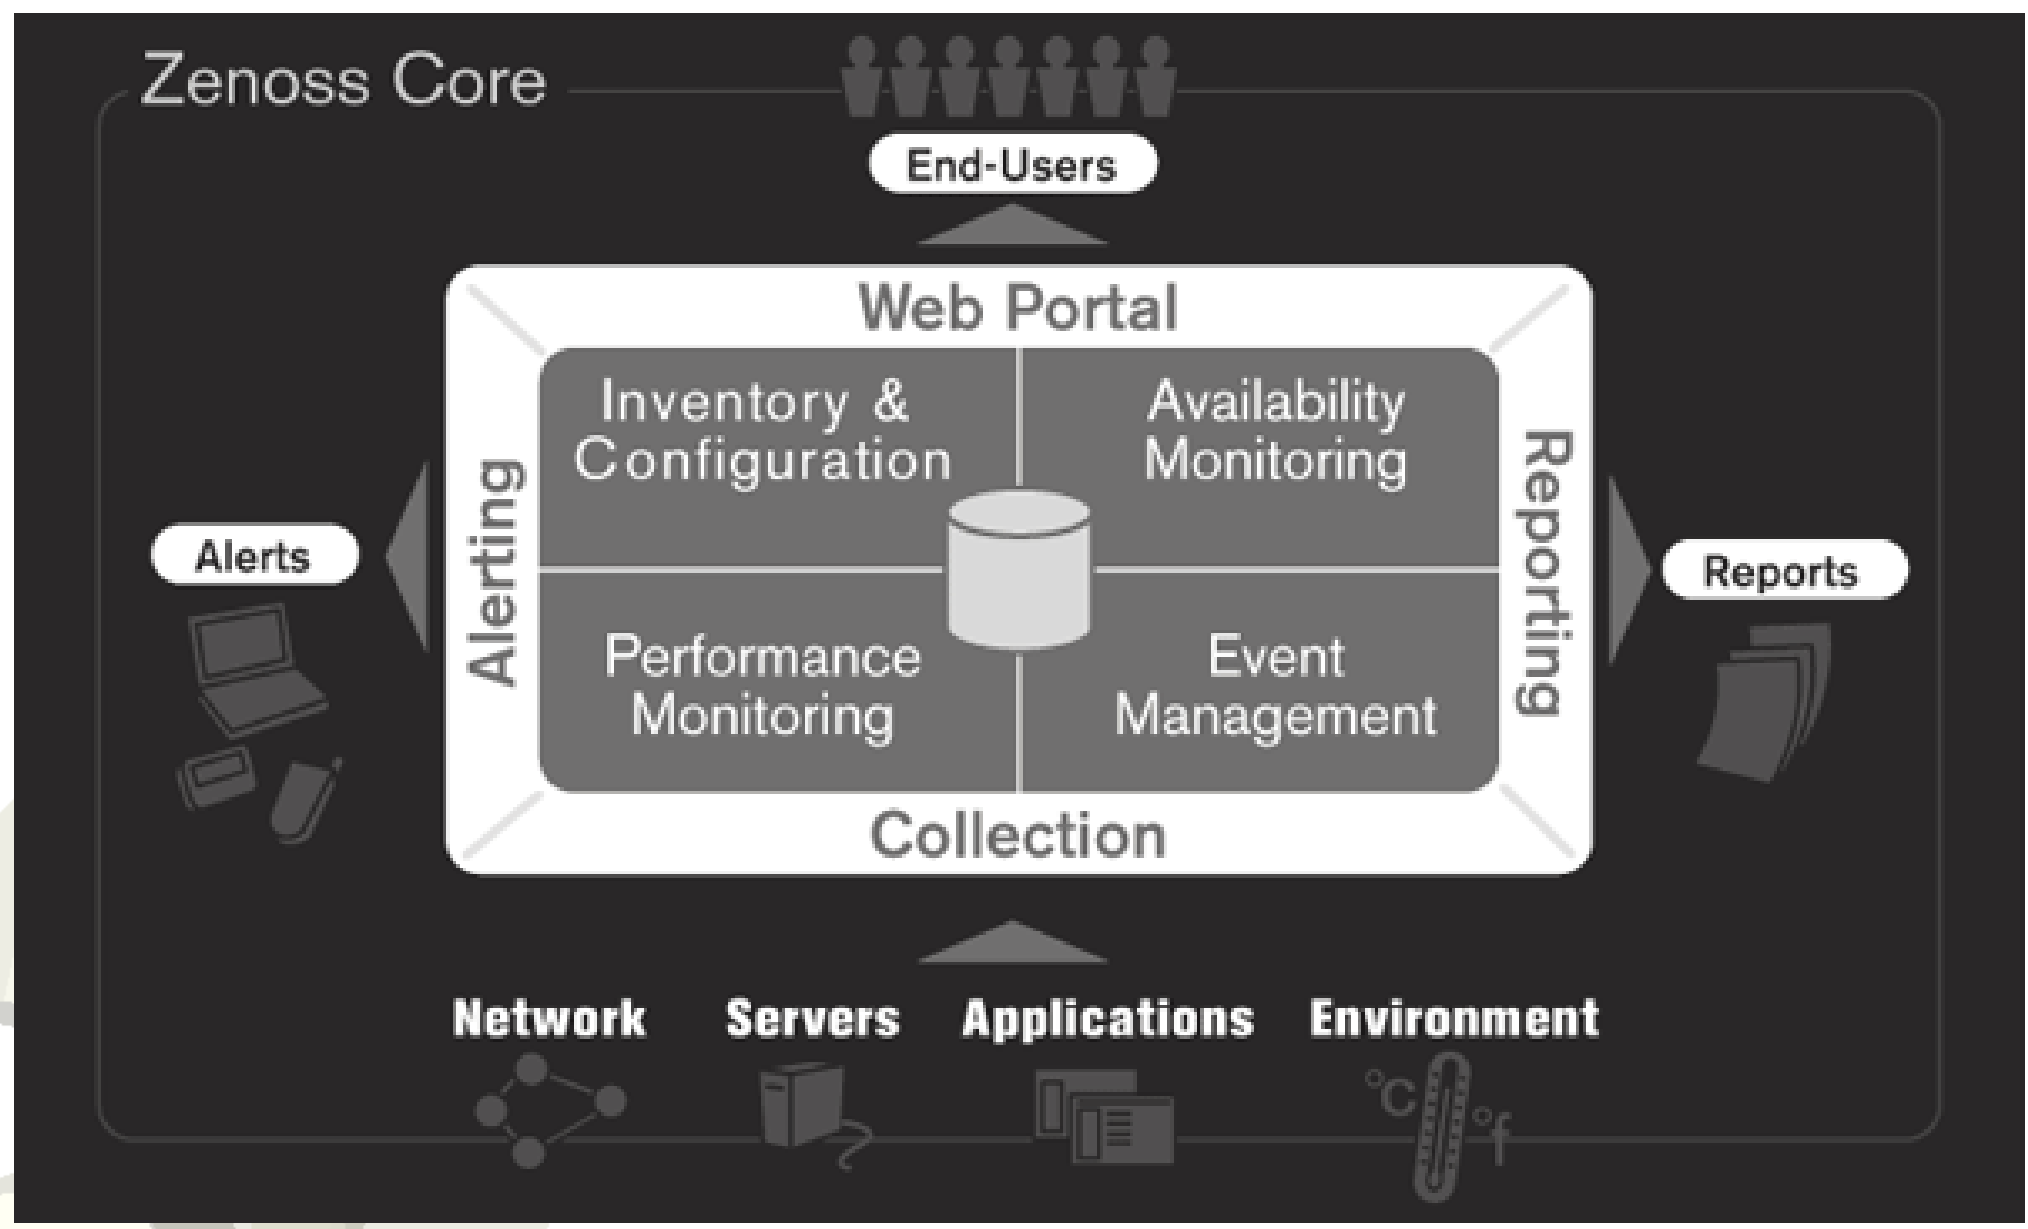 Zenoss Core
End-Users
Web Portal
Inventory &
Configuration
Availability
Monitoring
Alerting
Reporting
Alerts
Reports
Performance
Monitoring
Event
Management
Collection
Network Servers Applications Environment
°C
°f